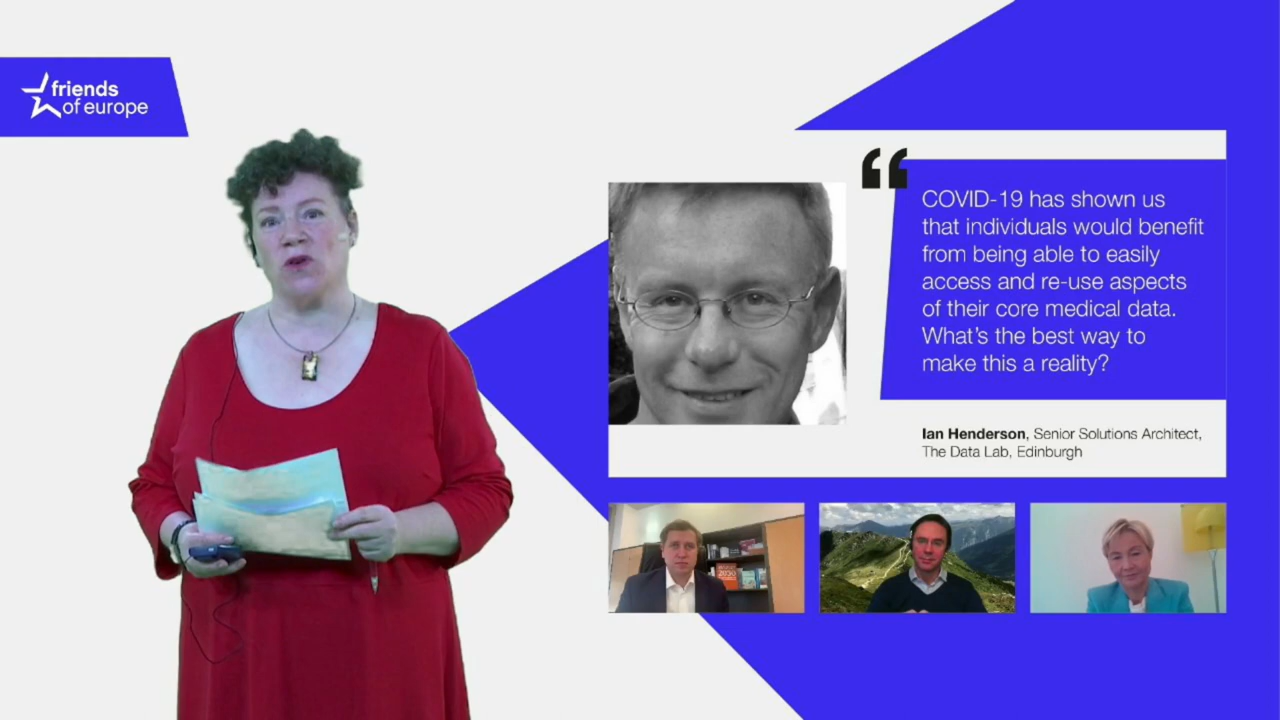 friends
of europe
COVID-19 has shown us
that individuals would benefit
from being able to easily
access and re-use aspects
of their core medical data.
What's the best way to
make this a reality?
Ian Henderson, Senior Solutions Architect,
The Data Lab, Edinburgh
2030